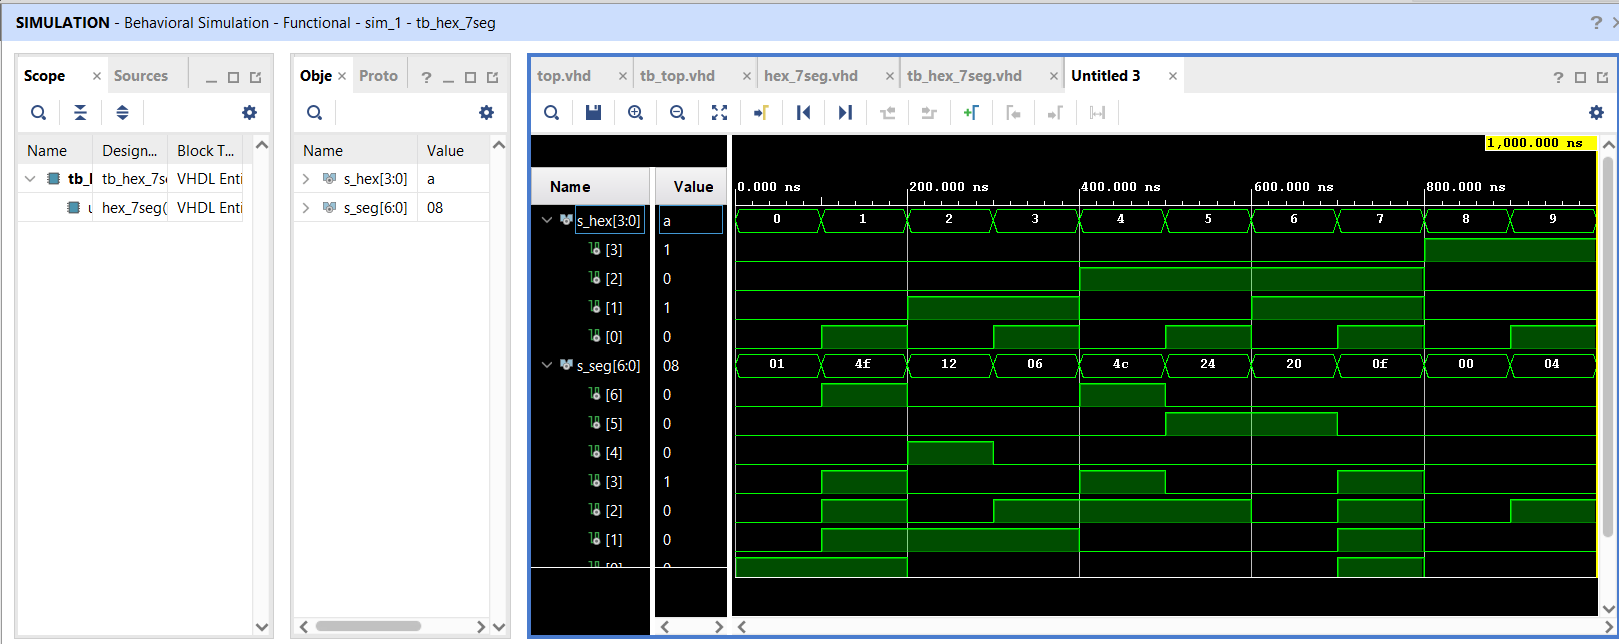 SIMULATION - Behavioral Simulation - Functional - sim_1 - tb_hex_7seg
Scope Sources
Name Design... Block T...
tb_l tb_hex_7s VHDL Enti
hex_7seg( VHDL Enti
Obje Proto
Name Value
s_hex[3:0] a
s_seg[6:0] 08
top.vhd tb_top.vhd hex_7seg.vhd tb_hex_7seg.vhd Untitled 3
1,000.000 ns
Name Value 0.000 ns 200.000 ns 400.000 ns 600.000 ns 800.000 ns
s_hex[3:0] a 0 1 2 3 4 5 6 7 8 9
[3] 1
[2] 0
[1] 1
[0] 0
s_seg[6:0] 08 01 4f 12 06 4c 24 20 0f 00 04
[6] 0
[5] 0
[4] 0
[3] 1
[2] 0
[1] 0